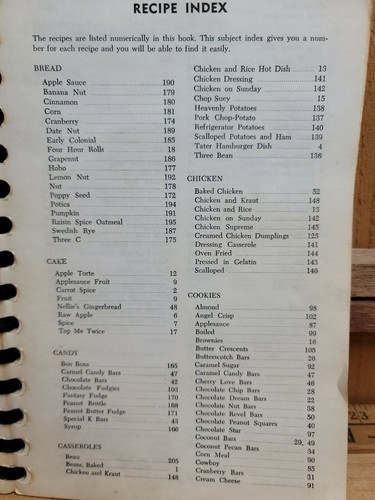 RECIPE INDEX
The recipes are listed numerically in this book. This subject index gives you a num-
ber for each recipe and you will be able to find it easily.
BREAD
Apple Sauce 190
Banana Nut 179
Cinnamon 180
Corn 181
Cranberry 174
Date Nut 189
Early Colonial 185
Four Hour Rolls 18
Grapenut 186
Hobo 177
Lemon Nut 192
Nut 178
Poppy Seed 172
Potica 194
Pumpkin 191
Raisin Spice Oatmeal 195
Swedish Rye 187
Three C 175
CAKE
Apple Torte 12
Applesauce Fruit 9
Carrot Spice 2
Fruit 9
Nellie's Gingerbread 48
Raw Apple 6
Spice 7
Top Me Twice 17
CANDY
Bon Bons 165
Carmel Candy Bars 47
Chocolate Bars 42
Chocolate Fudgies 101
Fantasy Fudge 170
Peanut Brittle 168
Peanut Butter Fudge 171
Special K Bars 43
Syrup 166
CASSEROLES
Bean 205
Beans, Baked 1
Chicken and Kraut 148
Chicken and Rice Hot Dish 13
Chicken Dressing 141
Chicken on Sunday 142
Chop Suey 15
Heavenly Potatoes 138
Pork Chop-Potato 137
Refrigerator Potatoes 140
Scalloped Potatoes and Ham 139
Tater Hamburger Dish 4
Three Bean 136
CHICKEN
Baked Chicken 52
Chicken and Kraut 148
Chicken and Rice 13
Chicken on Sunday 142
Chicken Supreme 145
Creamed Chicken Dumplings 125
Dressing Casserole 141
Oven Fried 144
Pressed in Gelatin 143
Scalloped 146
COOKIES
Almond 98
Angel Crisp 102
Applesauce 87
Boiled 99
Brownies 16
Butter Crescents 105
Butterscotch Bars 26
Caramel Sugar 92
Caramel Candy Bars 47
Cherry Love Bars 46
Chocolate Chip Bars 28
Chocolate Dream Bars 22
Chocolate Nut Bars 38
Chocolate Revel Bars 50
Chocolate Peanut Squares 40
Chocolate Star 97
Coconut Bars 29, 49
Coconut Pecan Bars 34
Corn Meal 90
Cowboy 85
Cranberry Bars 31
Cream Cheese 91